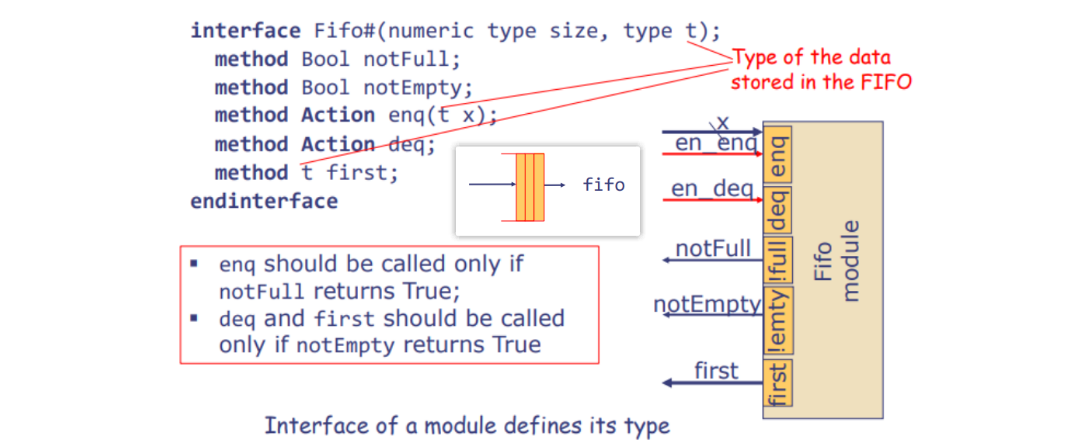 interface Fifo#(numeric type size, type t);
method Bool notFull;
method Bool notEmpty;
method Action enq(t x);
method Action deq;
method t first;
endinterface
Type of the data
stored in the FIFO
fifo
▪ enq should be called only if
notFull returns True;
▪ deq and first should be called
only if notEmpty returns True
x
en_enq
en_deq
notFull
notEmpty
first
enq
deq
!full
!emty
first
Fifo
module
Interface of a module defines its type